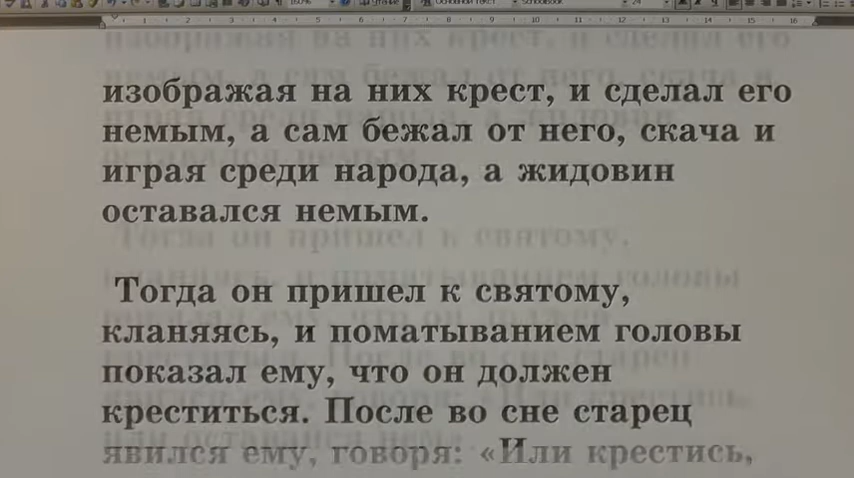 изображая на них крест, и сделал его
немым, а сам бежал от него, скача и
играя среди народа, а жидовин
оставался немым.
Тогда он пришел к святому,
кланяясь, и поматыванием головы
показал ему, что он должен
креститься. После во сне старец
явился ему, говоря: «Или крестись,